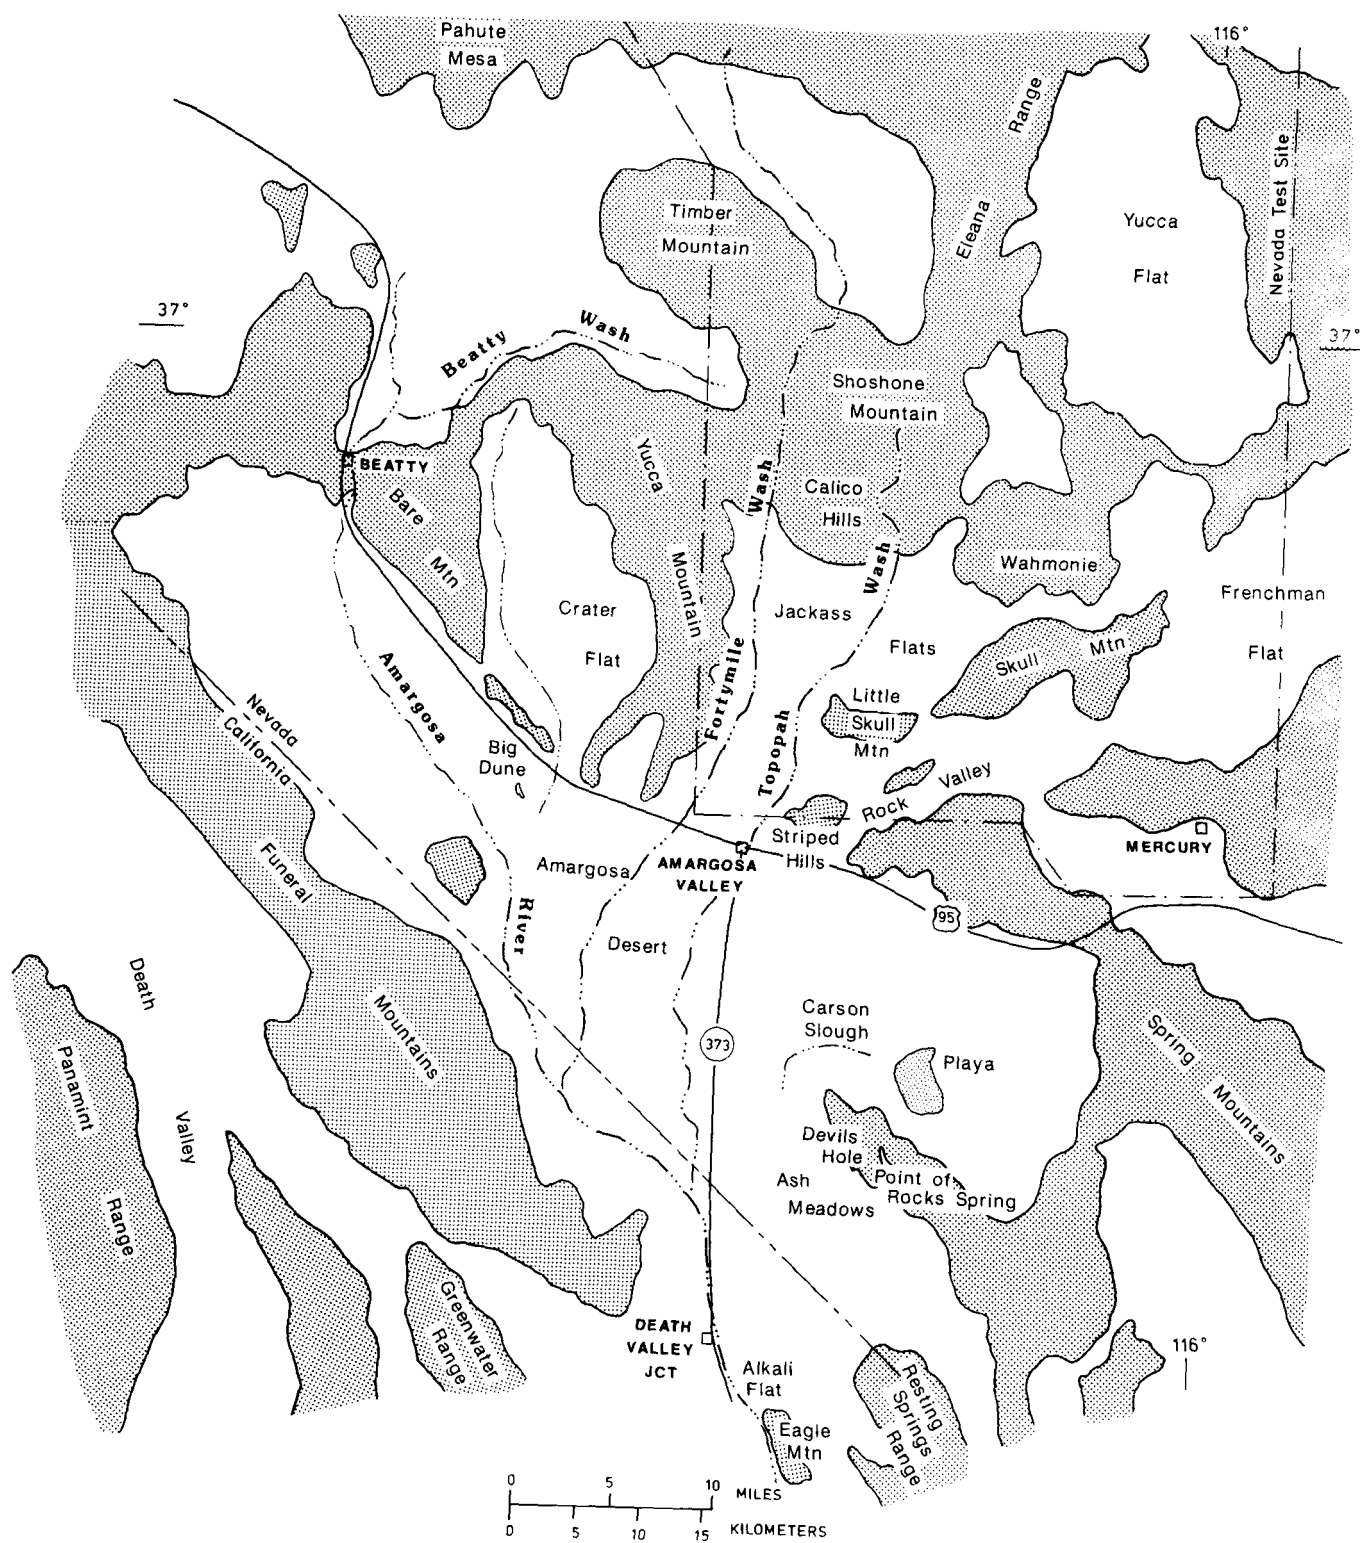 Pahute
Mesa
116°
Range
Eleana
Nevada Test Site
Timber
Mountain
Yucca
Flat
37°
37°
Beatty
Wash
Shoshone
Mountain
BEATTY
Yucca
Mountain
Wash
Calico
Hills
Bare
Mtn
Wash
Wahmonie
Crater
Flat
Jackass
Flats
Frenchman
Flat
Skull
Mtn
Amargosa
Fortymile
Topopah
Little
Skull
Mtn
Nevada
California
Big
Dune
Rock
Valley
Striped
Hills
MERCURY
Funeral
Mountains
Amargosa
Desert
AMARGOSA
VALLEY
River
95
Death
Valley
Panamint
Range
373
Carson
Slough
Playa
Spring
Mountains
Devils
Hole
Point of
Rocks Spring
Ash
Meadows
Greenwater
Range
DEATH
VALLEY
JCT
Alkali
Flat
116°
Eagle
Mtn
Resting
Springs
Range
0 5 10
MILES
0 5 10 15
KILOMETERS